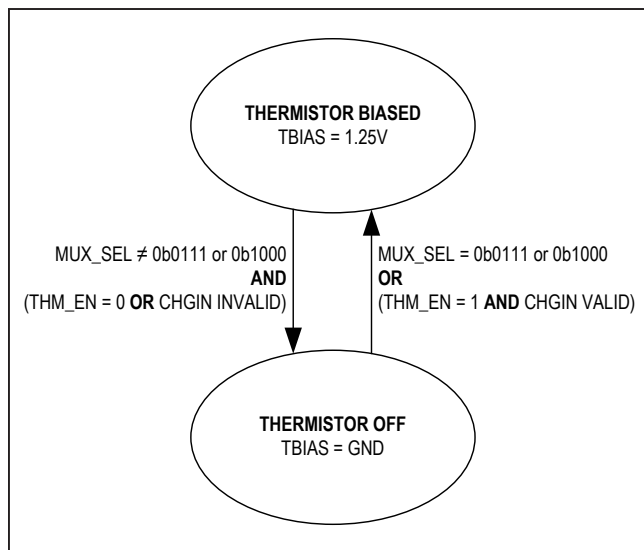 THERMISTOR BIASED
TBIAS = 1.25V
MUX_SEL ≠ 0b0111 or 0b1000
AND
(THM_EN = 0 OR CHGIN INVALID)
MUX_SEL = 0b0111 or 0b1000
OR
(THM_EN = 1 AND CHGIN VALID)
THERMISTOR OFF
TBIAS = GND